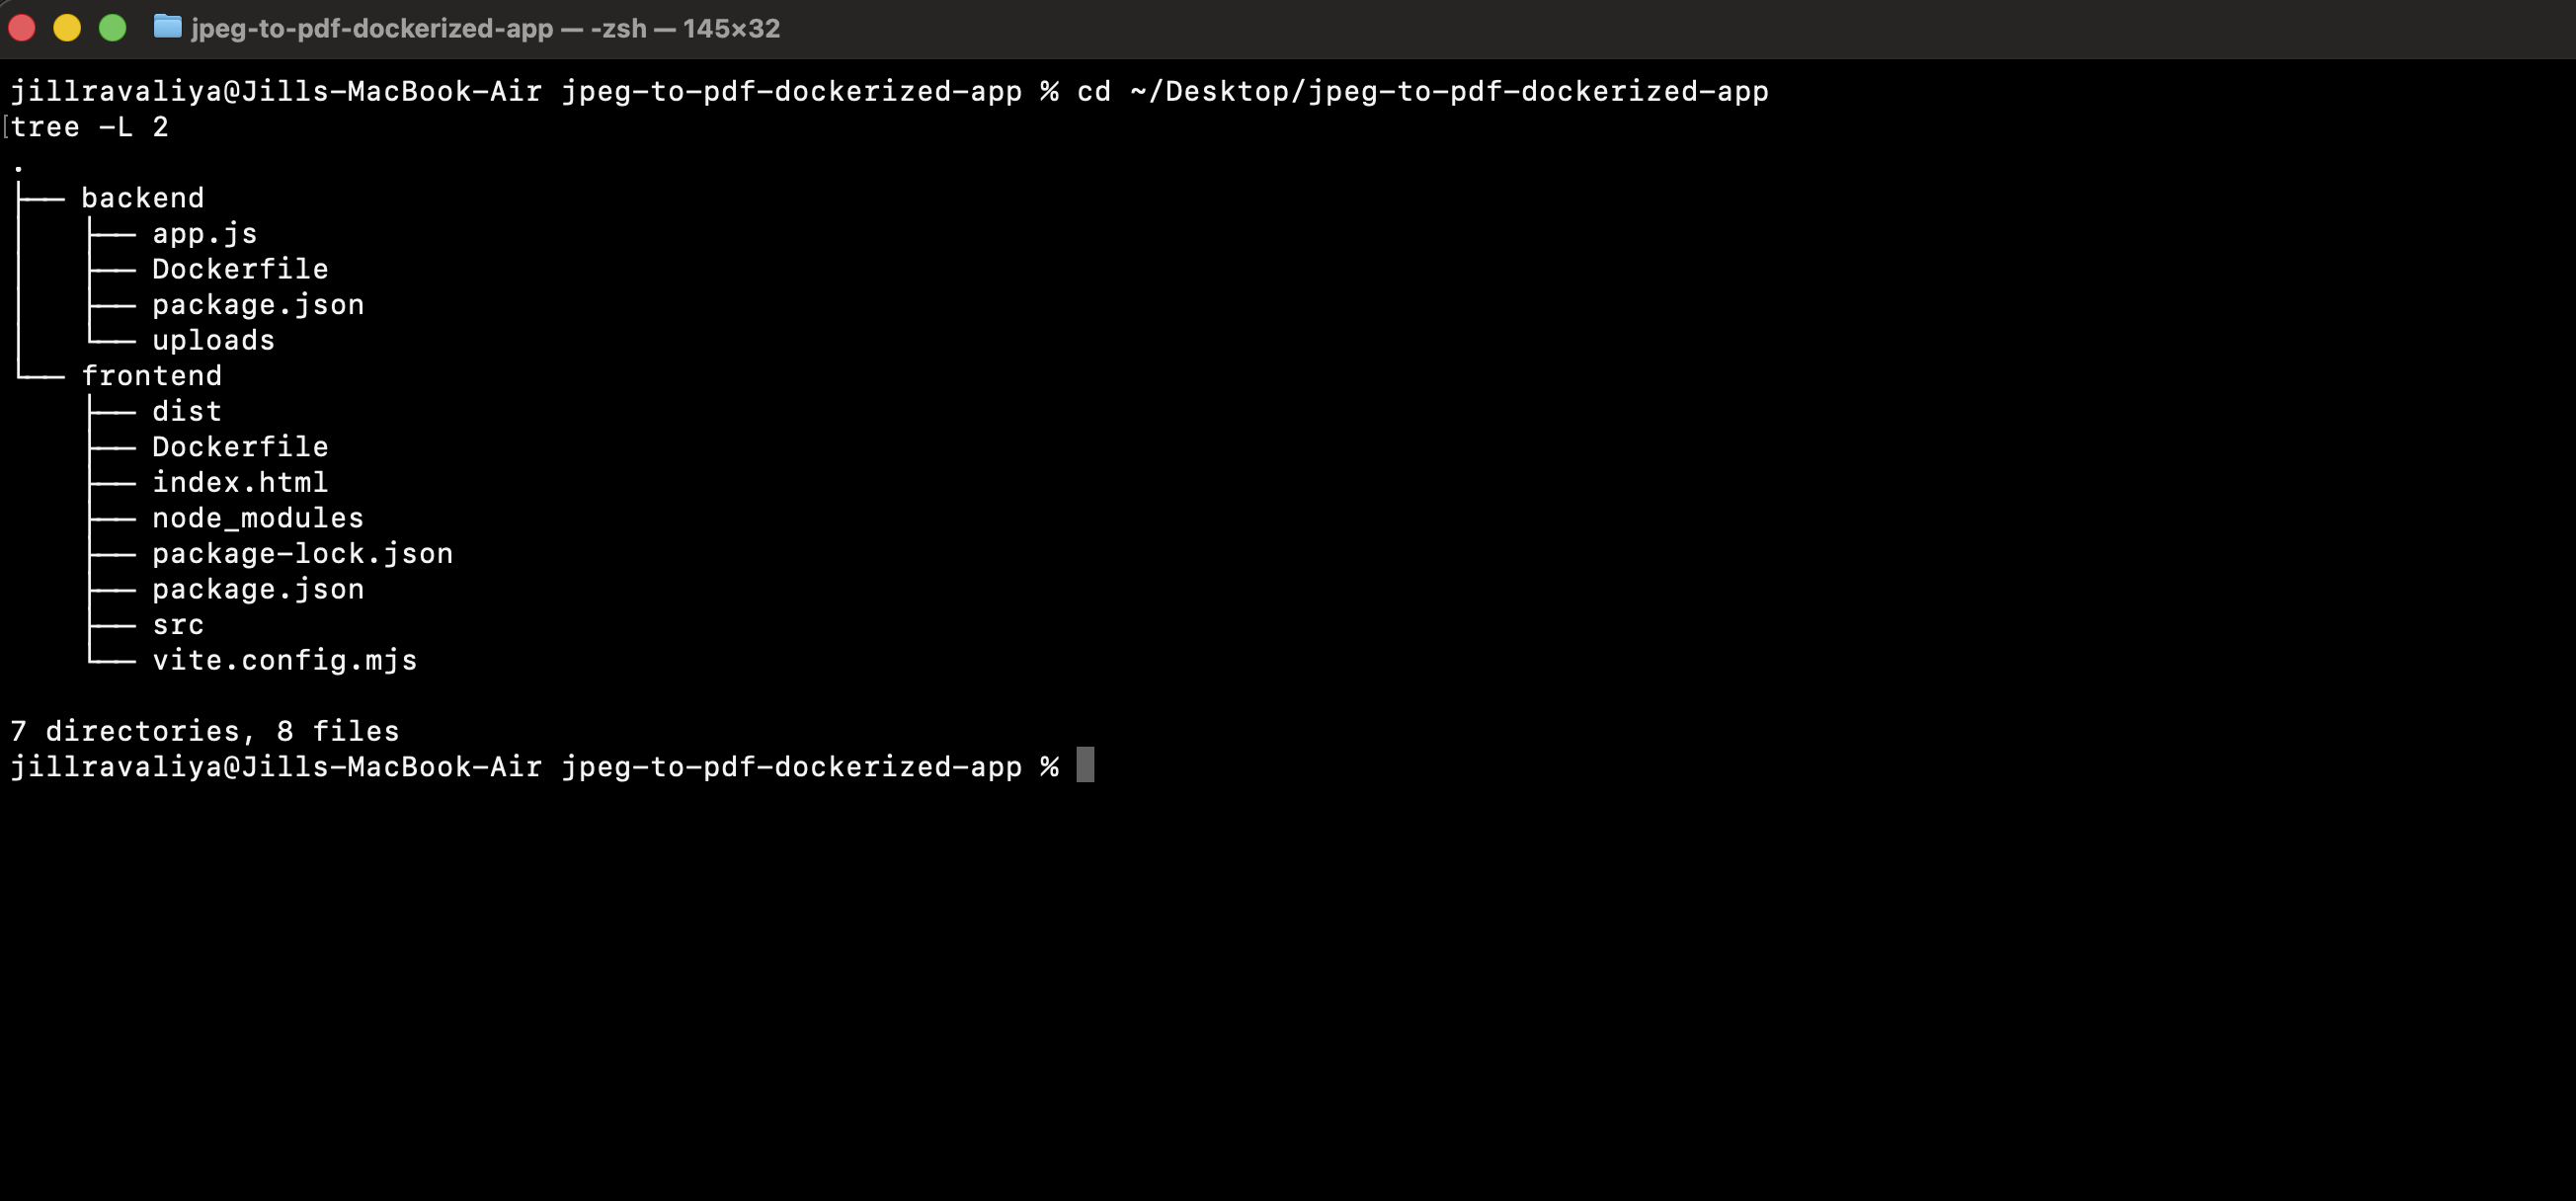 jpeg-to-pdf-dockerized-app — -zsh — 145×32
jillravaliya@Jills-MacBook-Air jpeg-to-pdf-dockerized-app % cd ~/Desktop/jpeg-to-pdf-dockerized-app
[tree -L 2
.
├── backend
│   ├── app.js
│   ├── Dockerfile
│   ├── package.json
│   └── uploads
└── frontend
    ├── dist
    ├── Dockerfile
    ├── index.html
    ├── node_modules
    ├── package-lock.json
    ├── package.json
    ├── src
    └── vite.config.mjs
7 directories, 8 files
jillravaliya@Jills-MacBook-Air jpeg-to-pdf-dockerized-app %